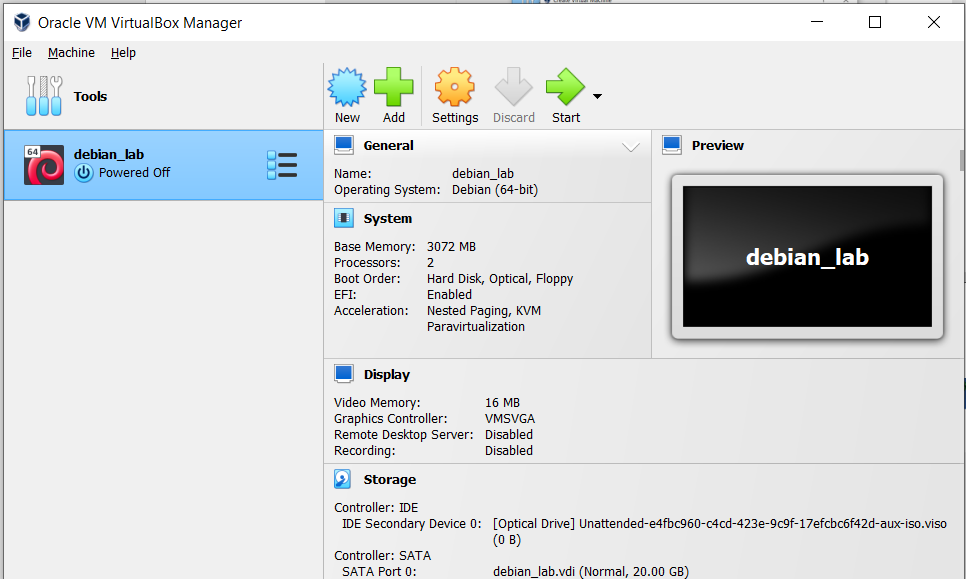 Oracle VM VirtualBox Manager
File Machine Help
Tools
New Add Settings Discard Start
64
debian_lab
Powered Off
General
Name: debian_lab
Operating System: Debian (64-bit)
System
Base Memory: 3072 MB
Processors: 2
Boot Order: Hard Disk, Optical, Floppy
EFI: Enabled
Acceleration: Nested Paging, KVM
Paravirtualization
Preview
debian_lab
Display
Video Memory: 16 MB
Graphics Controller: VMSVGA
Remote Desktop Server: Disabled
Recording: Disabled
Storage
Controller: IDE
IDE Secondary Device 0: [Optical Drive] Unattended-e4fbc960-c4cd-423e-9c9f-17efcbc6f42d-aux-iso.viso
(0 B)
Controller: SATA
SATA Port 0: debian_lab.vdi (Normal, 20.00 GB)